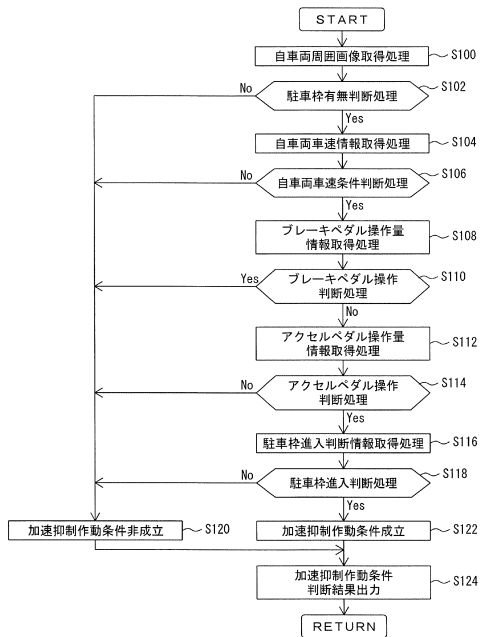 START
自車両周囲画像取得処理
S100
駐車枠有無判断処理
S102
No
Yes
自車両車速情報取得処理
S104
自車両車速条件判断処理
S106
No
Yes
ブレーキペダル操作量
情報取得処理
S108
ブレーキペダル操作
判断処理
S110
Yes
No
アクセルペダル操作量
情報取得処理
S112
アクセルペダル操作
判断処理
S114
No
Yes
駐車枠進入判断情報取得処理
S116
駐車枠進入判断処理
S118
No
Yes
加速抑制作動条件非成立
S120
加速抑制作動条件成立
S122
加速抑制作動条件
判断結果出力
S124
RETURN